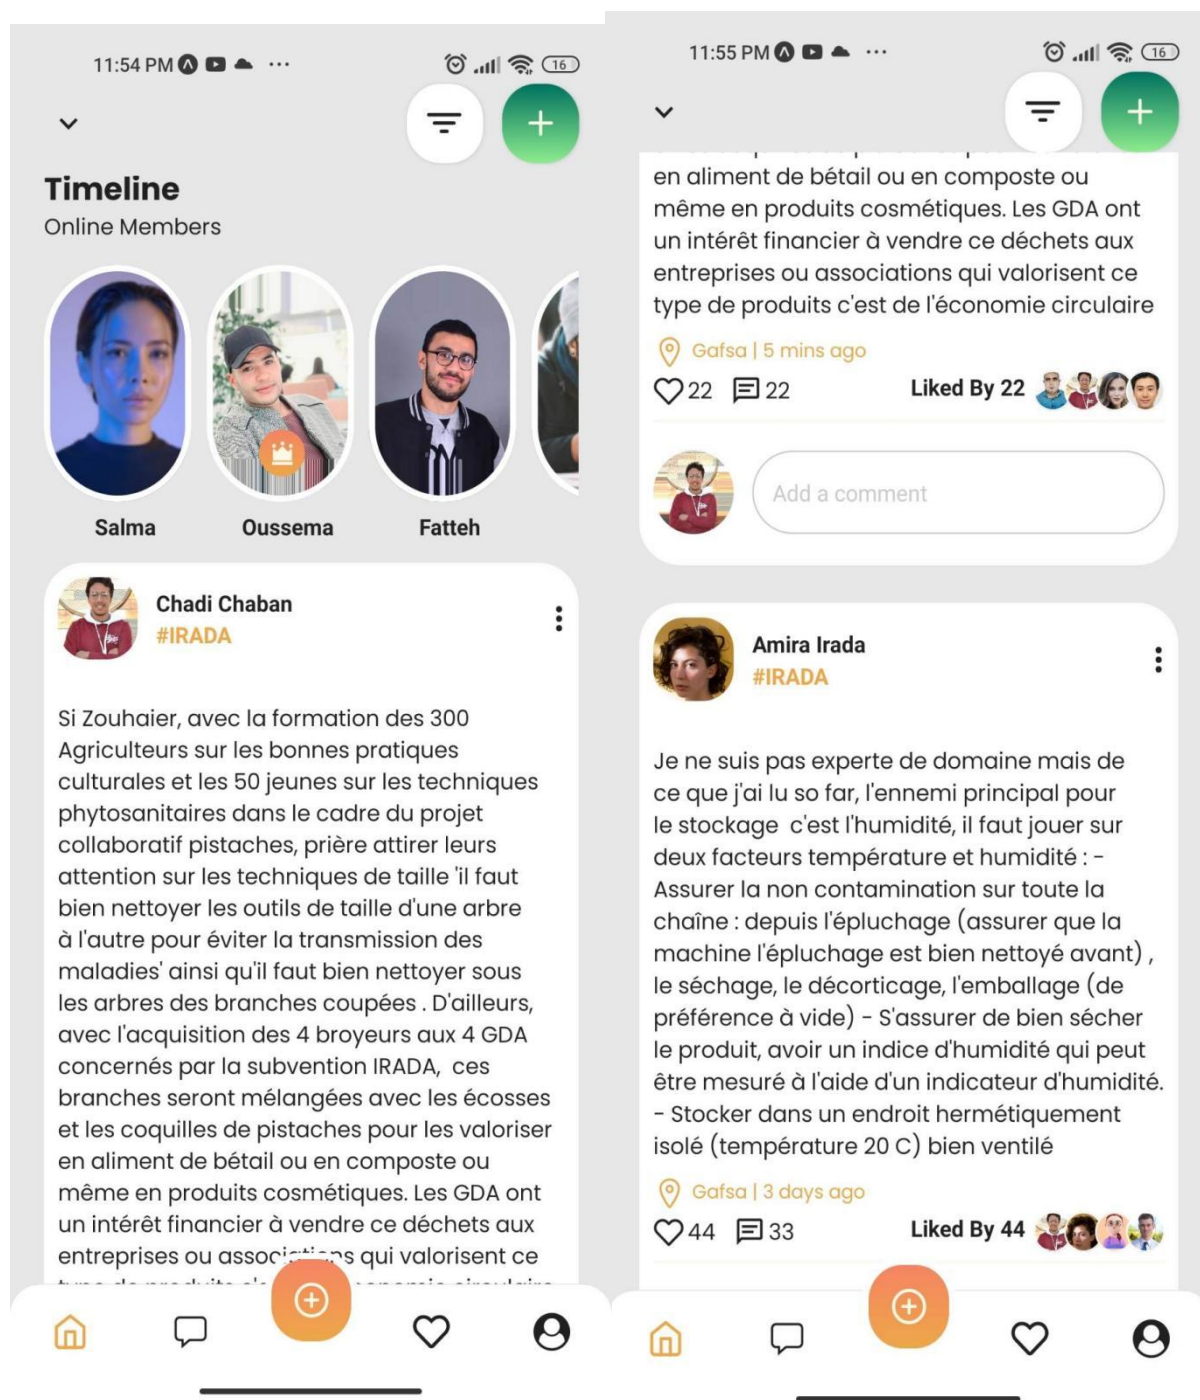 11:54 PM
16
Timeline
Online Members
Salma
Oussema
Fatteh
Chadi Chaban
#IRADA
Si Zouhaier, avec la formation des 300
Agriculteurs sur les bonnes pratiques
culturales et les 50 jeunes sur les techniques
phytosanitaires dans le cadre du projet
collaboratif pistaches, prière attirer leurs
attention sur les techniques de taille 'il faut
bien nettoyer les outils de taille d'une arbre
à l'autre pour éviter la transmission des
maladies' ainsi qu'il faut bien nettoyer sous
les arbres des branches coupées . D'ailleurs,
avec l'acquisition des 4 broyeurs aux 4 GDA
concernés par la subvention IRADA,  ces
branches seront mélangées avec les écosses
et les coquilles de pistaches pour les valoriser
en aliment de bétail ou en composte ou
même en produits cosmétiques. Les GDA ont
un intérêt financier à vendre ce déchets aux
entreprises ou associations qui valorisent ce
11:55 PM
16
en aliment de bétail ou en composte ou
même en produits cosmétiques. Les GDA ont
un intérêt financier à vendre ce déchets aux
entreprises ou associations qui valorisent ce
type de produits c'est de l'économie circulaire
Gafsa | 5 mins ago
22 22 Liked By 22
Add a comment
Amira Irada
#IRADA
Je ne suis pas experte de domaine mais de
ce que j'ai lu so far, l'ennemi principal pour
le stockage  c'est l'humidité, il faut jouer sur
deux facteurs température et humidité : -
Assurer la non contamination sur toute la
chaîne : depuis l'épluchage (assurer que la
machine l'épluchage est bien nettoyé avant) ,
le séchage, le décorticage, l'emballage (de
préférence à vide) - S'assurer de bien sécher
le produit, avoir un indice d'humidité qui peut
être mesuré à l'aide d'un indicateur d'humidité.
- Stocker dans un endroit hermétiquement
isolé (température 20 C) bien ventilé
Gafsa | 3 days ago
44 33 Liked By 44